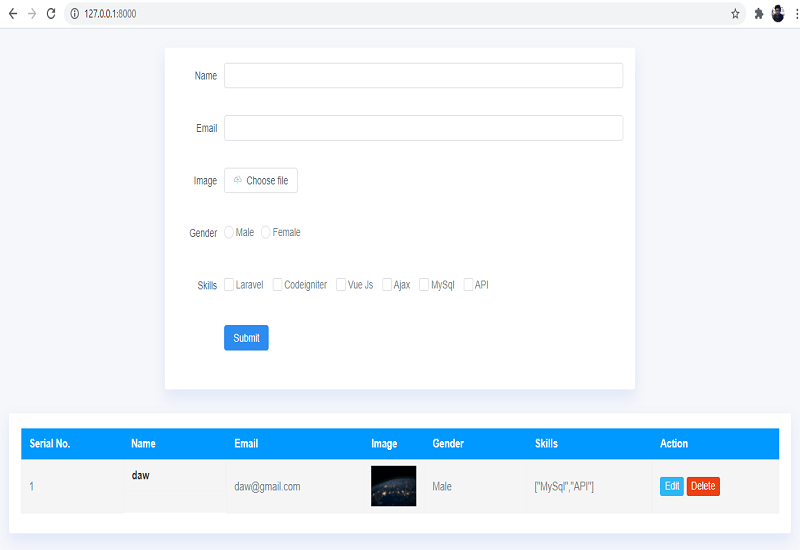 127.0.0.1:8000
Name
Email
Image Choose file
Gender Male Female
Skills Laravel Codeigniter Vue Js Ajax MySql API
Submit
Serial No. Name Email Image Gender Skills Action
1 daw daw@gmail.com Male ["MySql","API"] Edit Delete